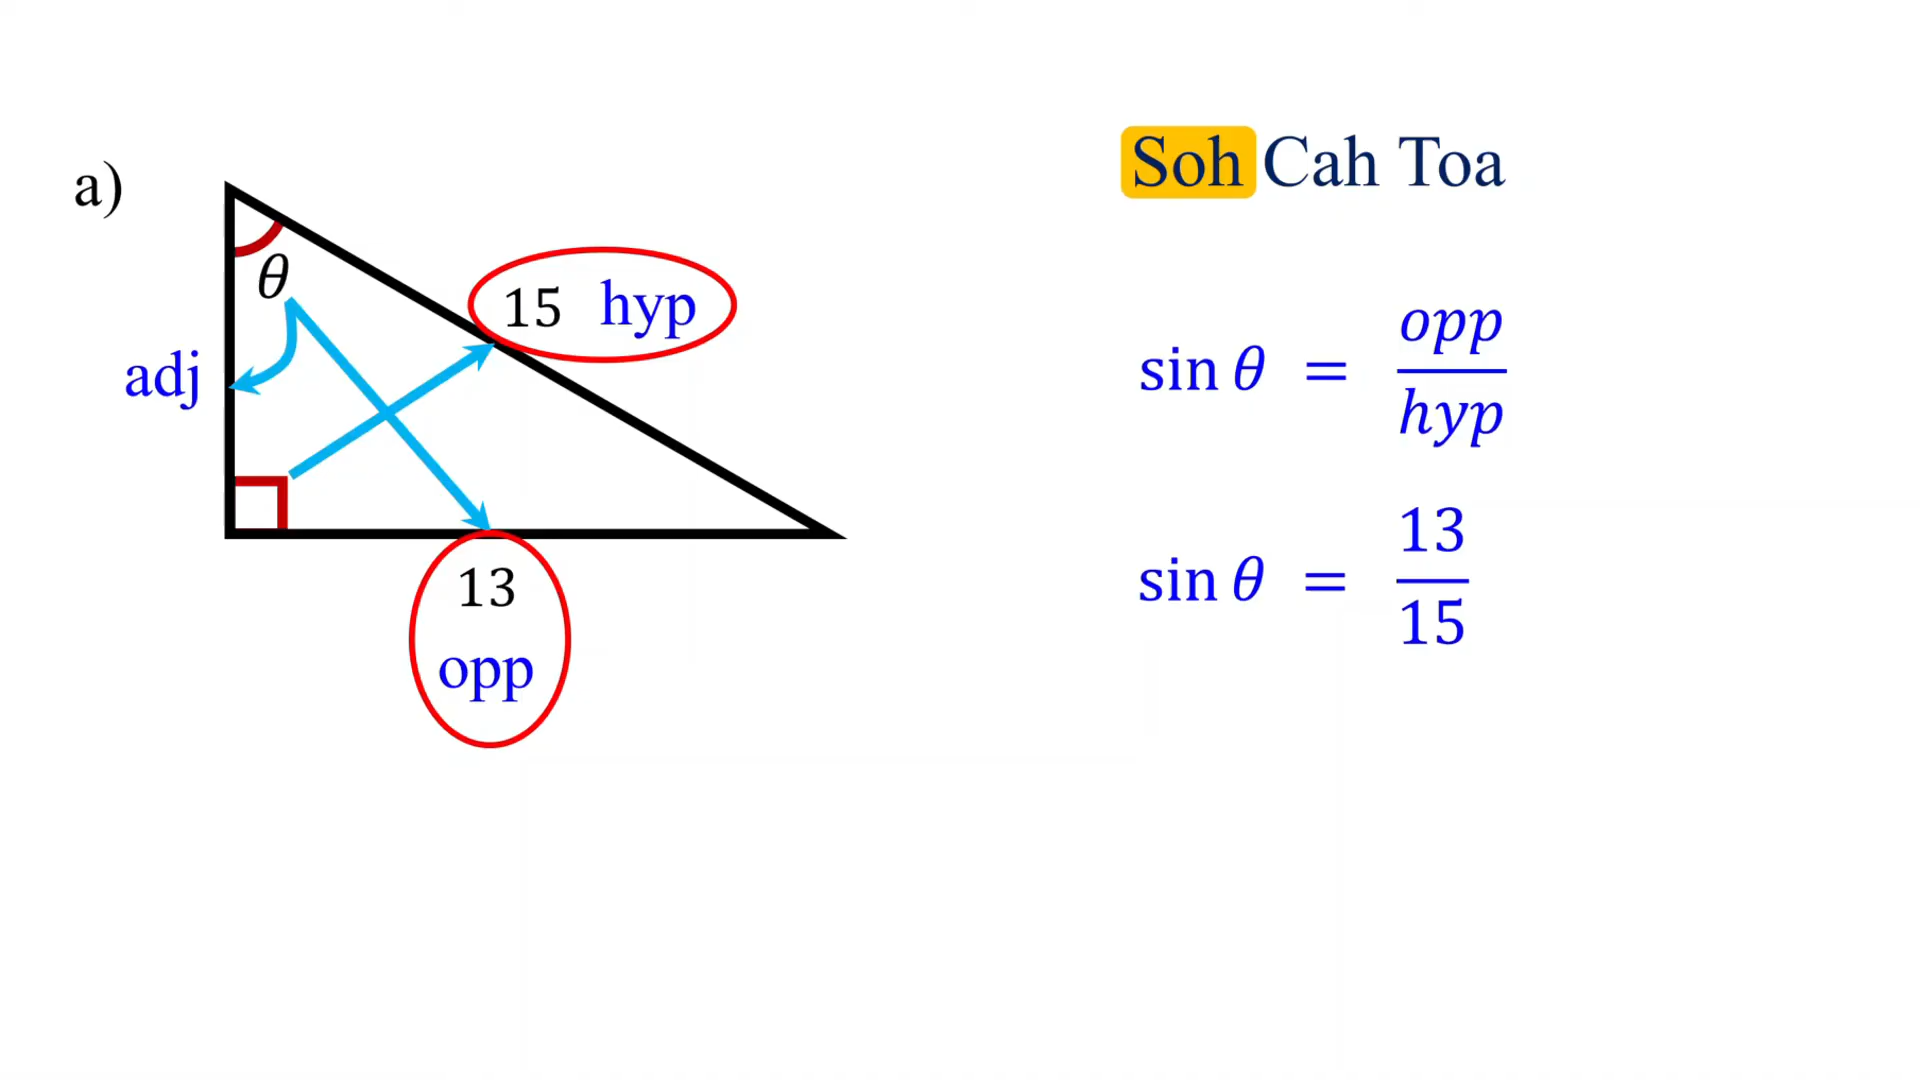 a)
θ
15 hyp
adj
13
opp
Soh Cah Toa
sin θ = opp/hyp
sin θ = 13/15